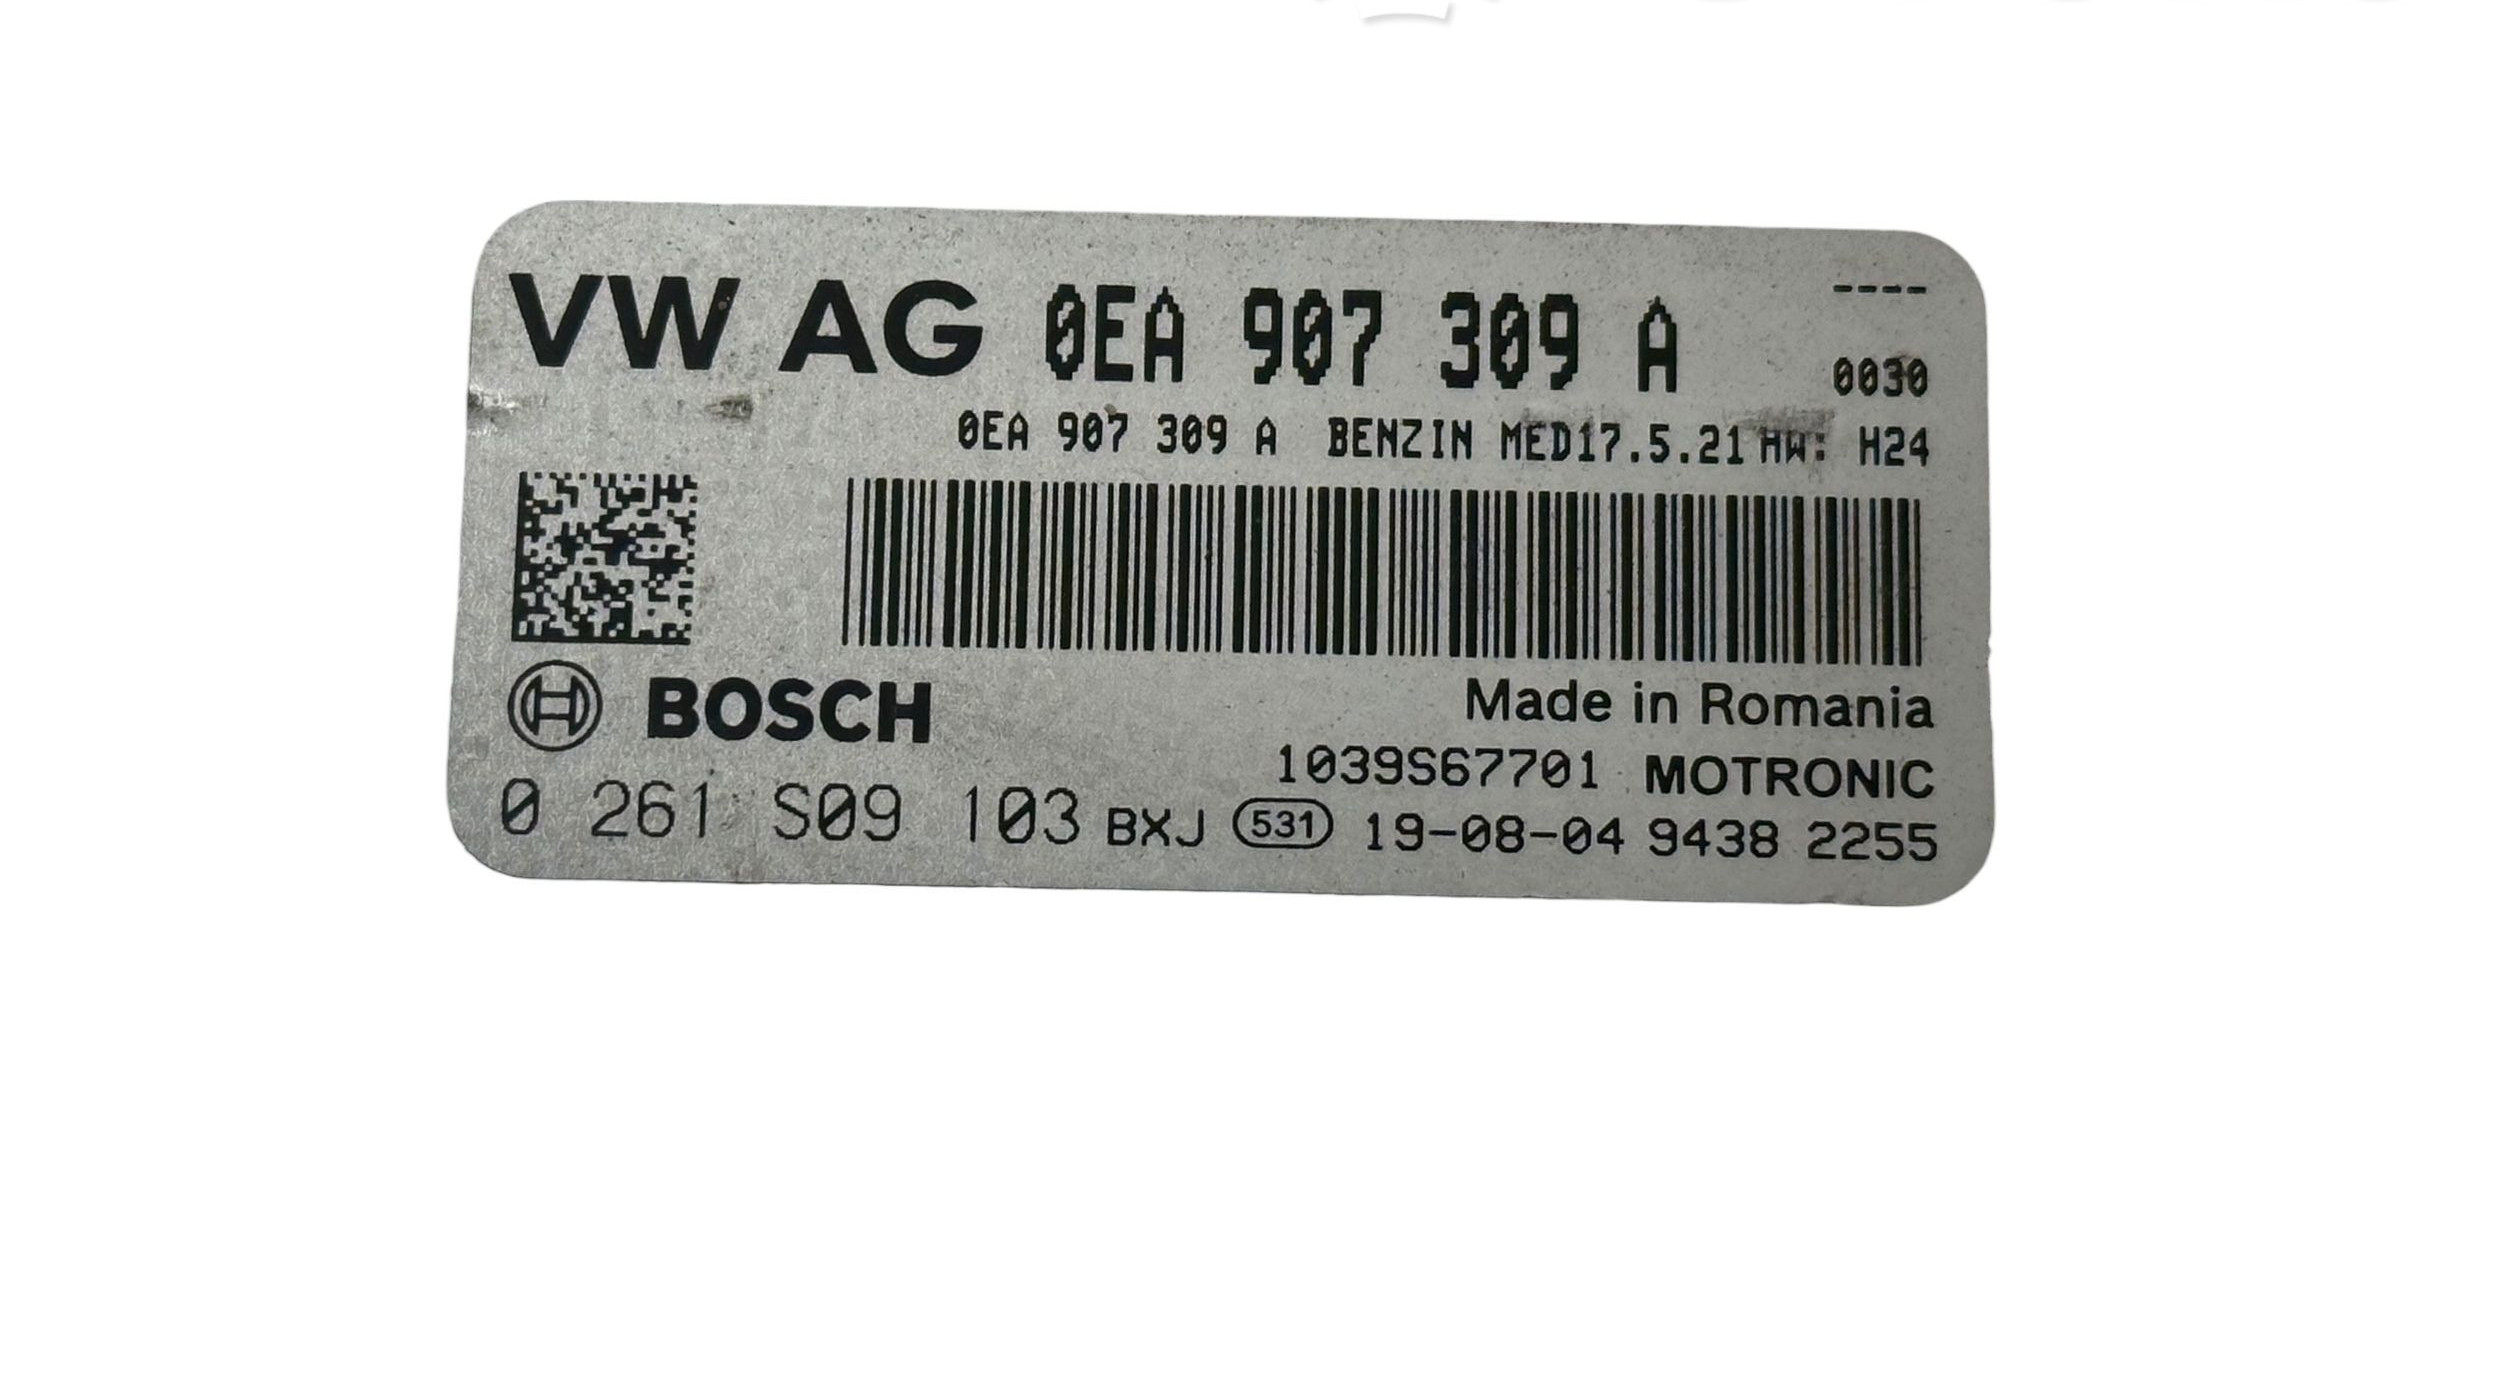 VW AG 0EA 907 309 A ----
0030
0EA 907 309 A BENZIN MED17.5.21 HW: H24
BOSCH Made in Romania
1039S67701 MOTRONIC
0 261 S09 103 BXJ 531 19-08-04 9438 2255